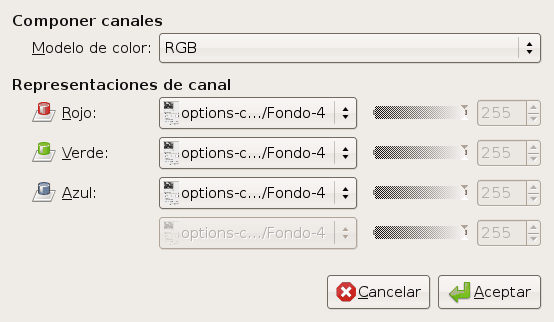 Componer canales
Modelo de color: RGB
Representaciones de canal
Rojo: options-c.../Fondo-4 255
Verde: options-c.../Fondo-4 255
Azul: options-c.../Fondo-4 255
options-c.../Fondo-4 255
Cancelar Aceptar